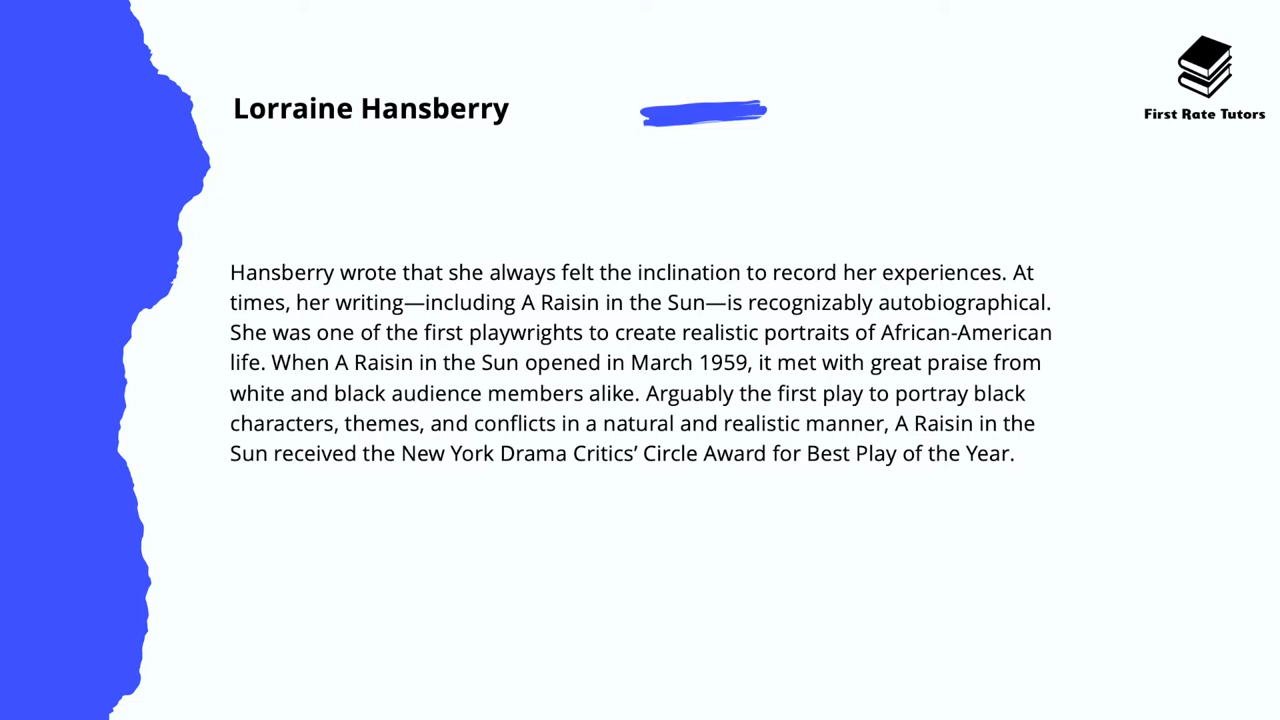 Lorraine Hansberry
First Rate Tutors
Hansberry wrote that she always felt the inclination to record her experiences. At
times, her writing—including A Raisin in the Sun—is recognizably autobiographical.
She was one of the first playwrights to create realistic portraits of African-American
life. When A Raisin in the Sun opened in March 1959, it met with great praise from
white and black audience members alike. Arguably the first play to portray black
characters, themes, and conflicts in a natural and realistic manner, A Raisin in the
Sun received the New York Drama Critics’ Circle Award for Best Play of the Year.